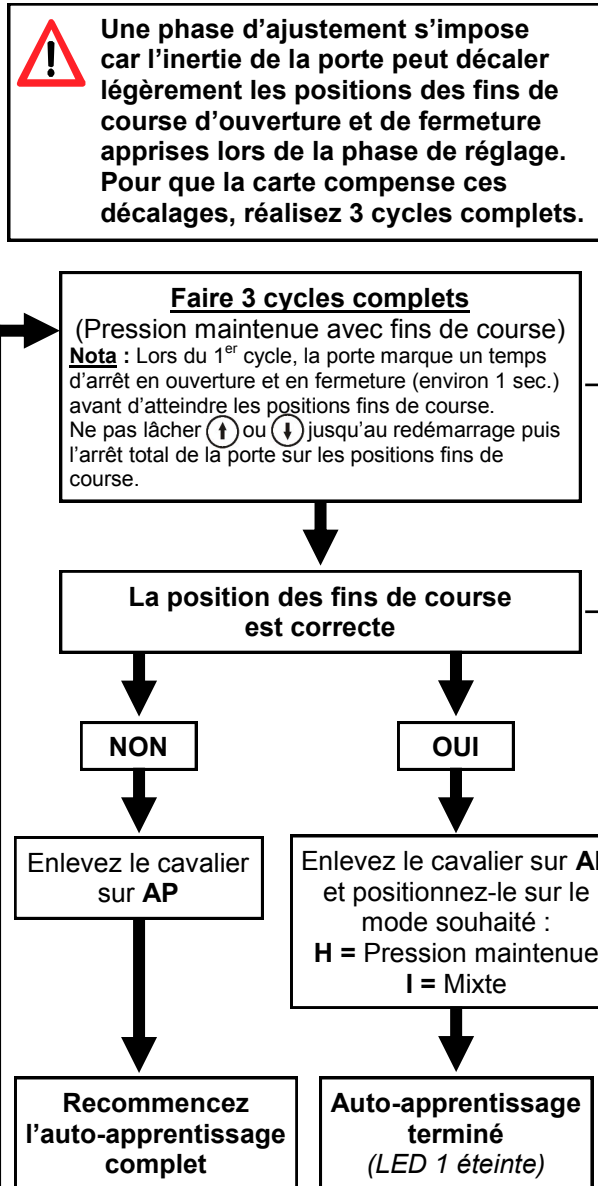 Une phase d’ajustement s’impose
car l’inertie de la porte peut décaler
légèrement les positions des fins de
course d’ouverture et de fermeture
apprises lors de la phase de réglage.
Pour que la carte compense ces
décalages, réalisez 3 cycles complets.
Faire 3 cycles complets
(Pression maintenue avec fins de course)
Nota : Lors du 1er cycle, la porte marque un temps
d’arrêt en ouverture et en fermeture (environ 1 sec.)
avant d’atteindre les positions fins de course.
Ne pas lâcher ou jusqu’au redémarrage puis
l’arrêt total de la porte sur les positions fins de
course.
La position des fins de course
est correcte
NON
OUI
Enlevez le cavalier
sur AP
Enlevez le cavalier sur
et positionnez-le sur le
mode souhaité :
H = Pression maintenue
I = Mixte
Recommencez
l’auto-apprentissage
complet
Auto-apprentissage
terminé
(LED 1 éteinte)